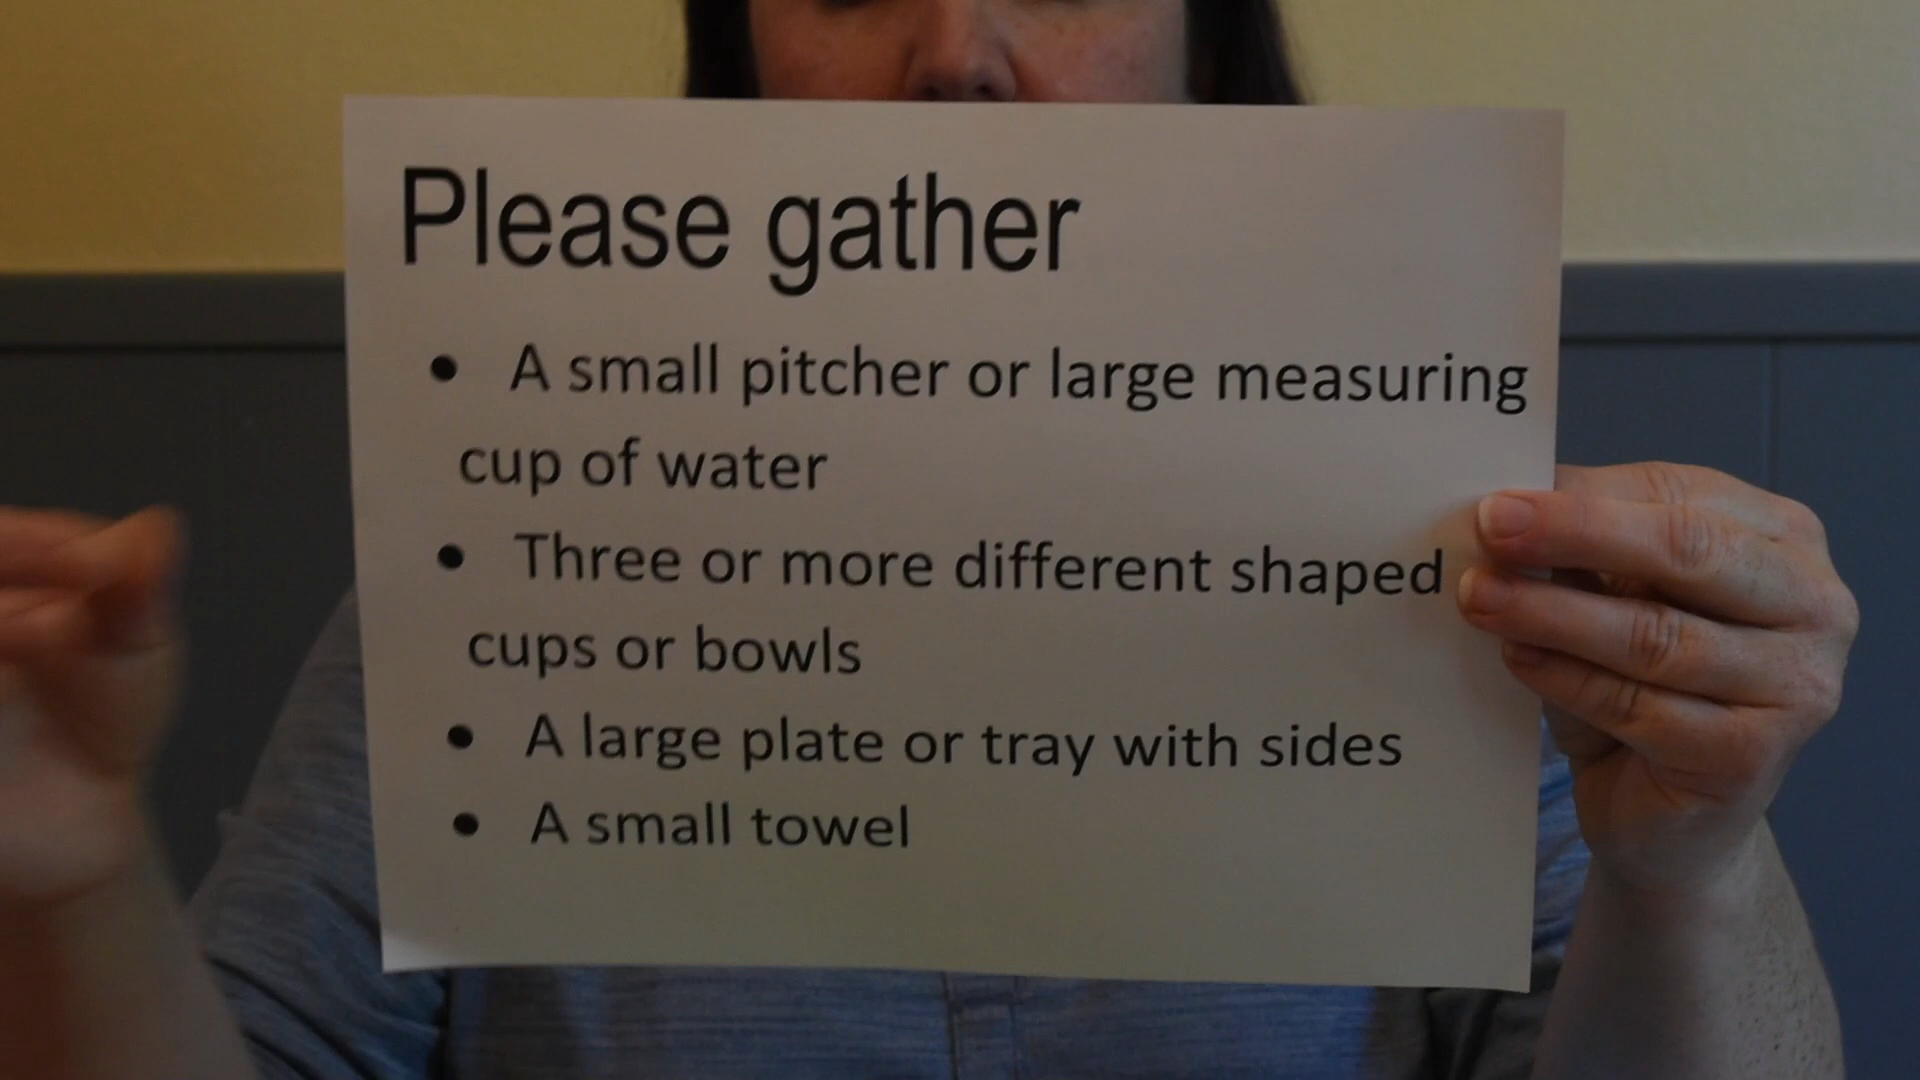 Please gather
• A small pitcher or large measuring
cup of water
• Three or more different shaped
cups or bowls
• A large plate or tray with sides
• A small towel